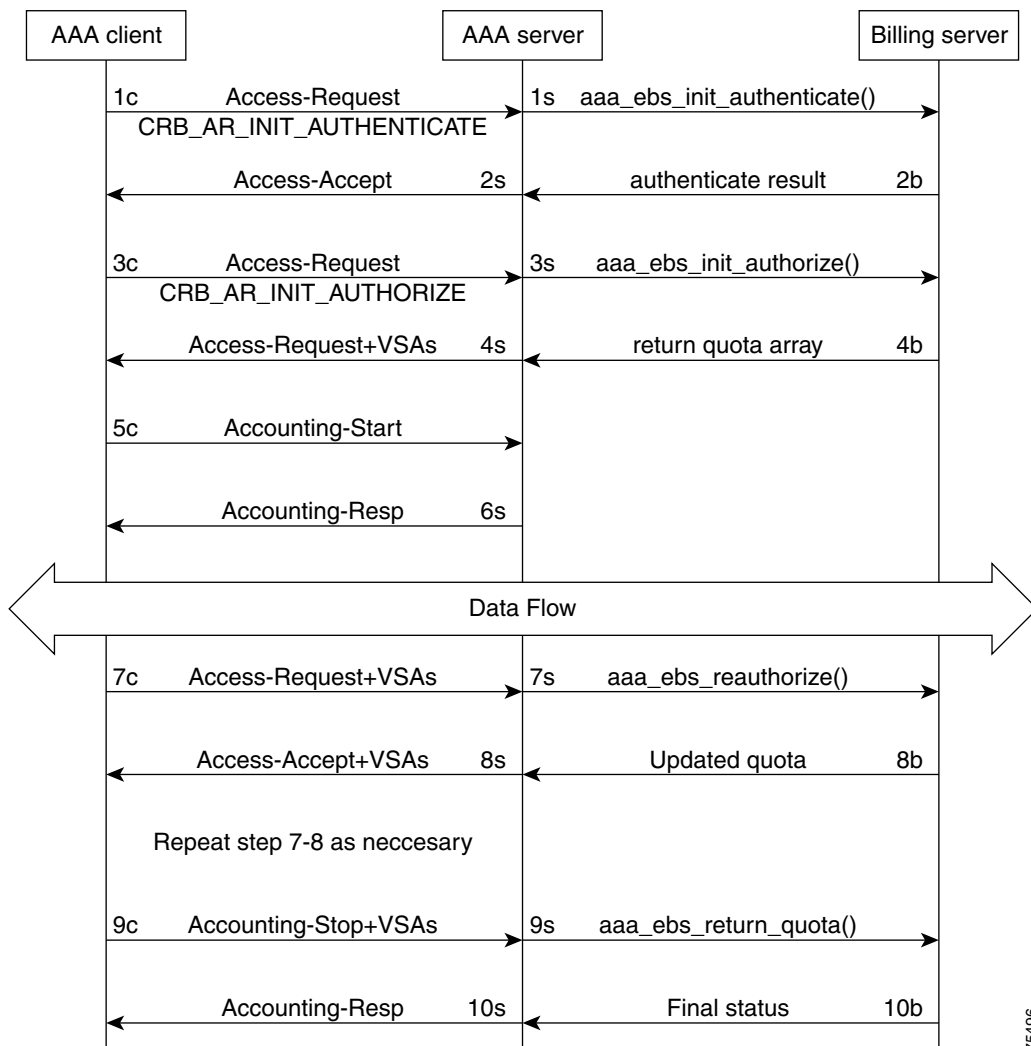 AAA client AAA server Billing server
1c Access-Request 1s aaa_ebs_init_authenticate()
CRB_AR_INIT_AUTHENTICATE
Access-Accept 2s authenticate result 2b
3c Access-Request 3s aaa_ebs_init_authorize()
CRB_AR_INIT_AUTHORIZE
Access-Request+VSAs 4s return quota array 4b
5c Accounting-Start
Accounting-Resp 6s
Data Flow
7c Access-Request+VSAs 7s aaa_ebs_reauthorize()
Access-Accept+VSAs 8s Updated quota 8b
Repeat step 7-8 as neccesary
9c Accounting-Stop+VSAs 9s aaa_ebs_return_quota()
Accounting-Resp 10s Final status 10b